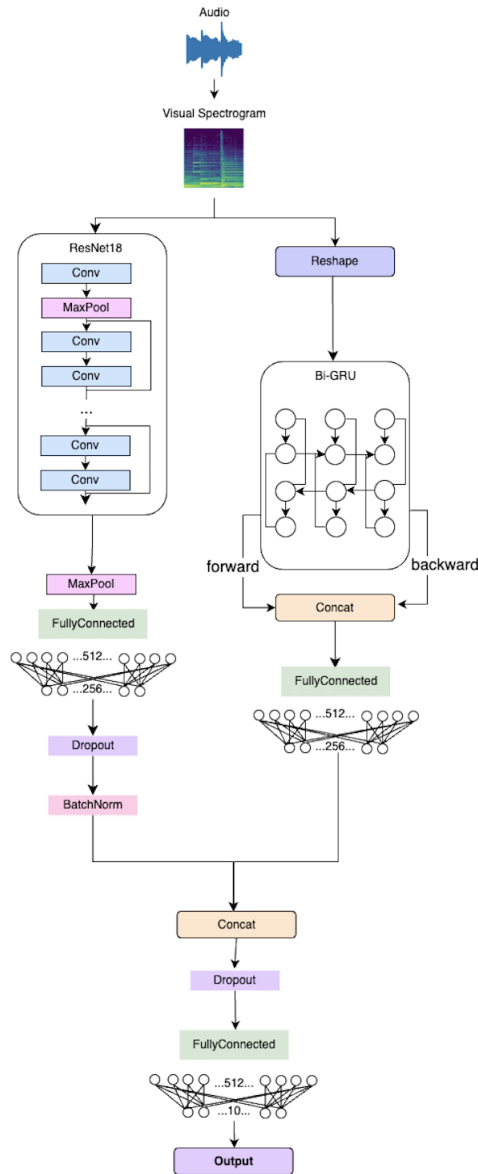 Audio
Visual Spectrogram
ResNet18
Conv
MaxPool
Conv
Conv
...
Conv
Conv
MaxPool
FullyConnected
...512...
...256...
Dropout
BatchNorm
Reshape
Bi-GRU
forward
backward
Concat
FullyConnected
...512...
...256...
Concat
Dropout
FullyConnected
...512...
...10...
Output